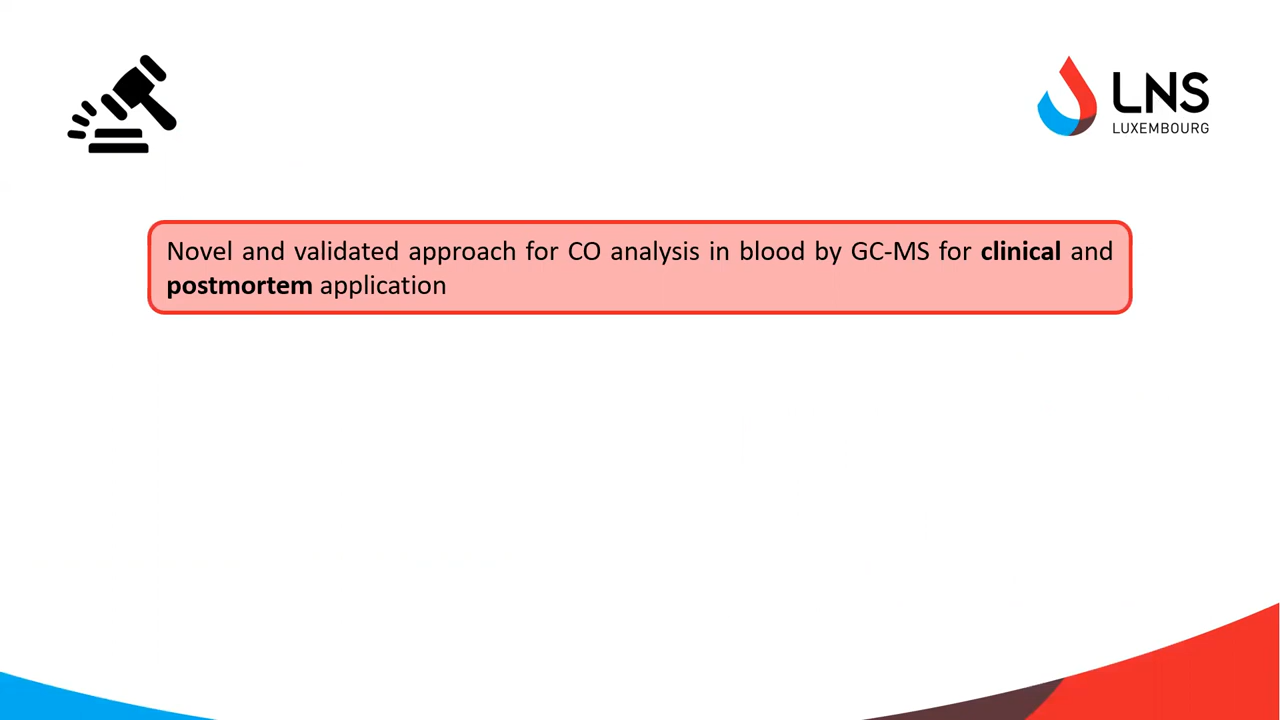 LNS
LUXEMBOURG
Novel and validated approach for CO analysis in blood by GC-MS for clinical and
postmortem application